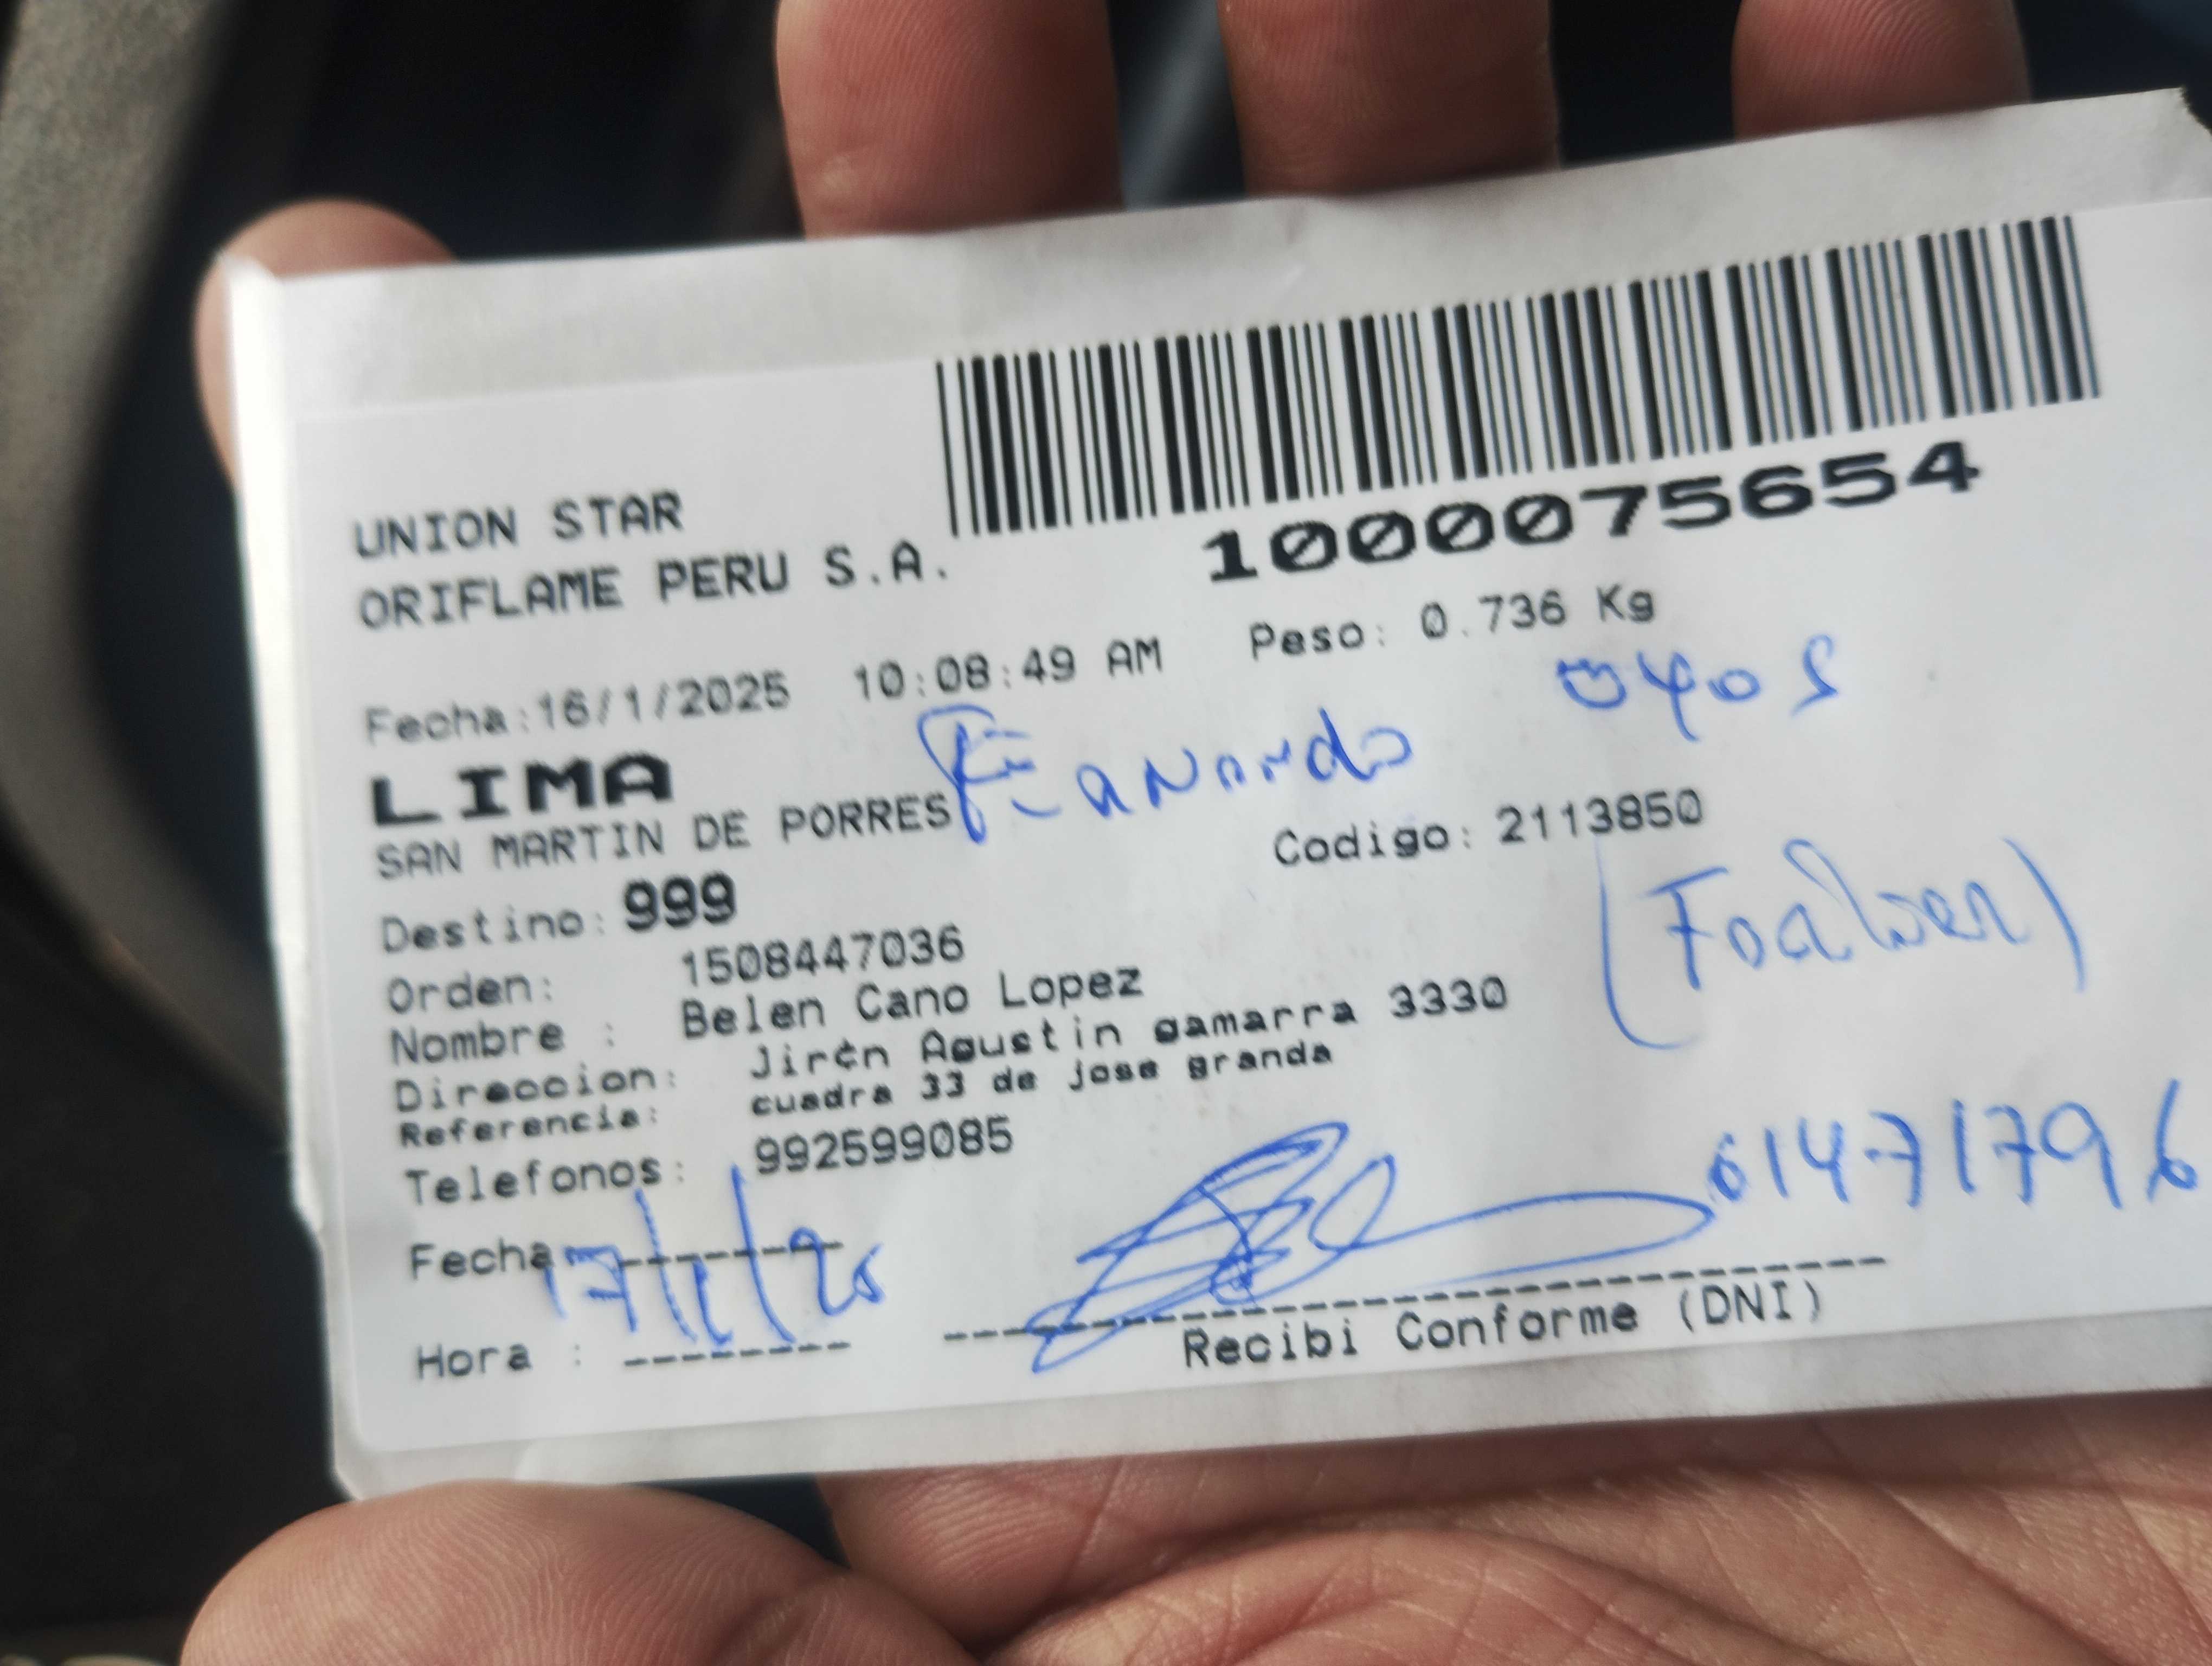 UNION STAR
ORIFLAME PERU S.A.
1000075654
Fecha:16/1/2025 10:08:49 AM Peso: 0.736 Kg
oyos
LIMA
SAN MARTIN DE PORRES
Codigo: 2113850
Destino: 999
Orden: 1508447036
Nombre : Belen Cano Lopez
Direccion: Jirón Agustin gamarra 3330
Referencia: cuadra 33 de jose granda
Telefonos: 992599085
61471796
Fecha 17/1/25
Hora :
Recibi Conforme (DNI)